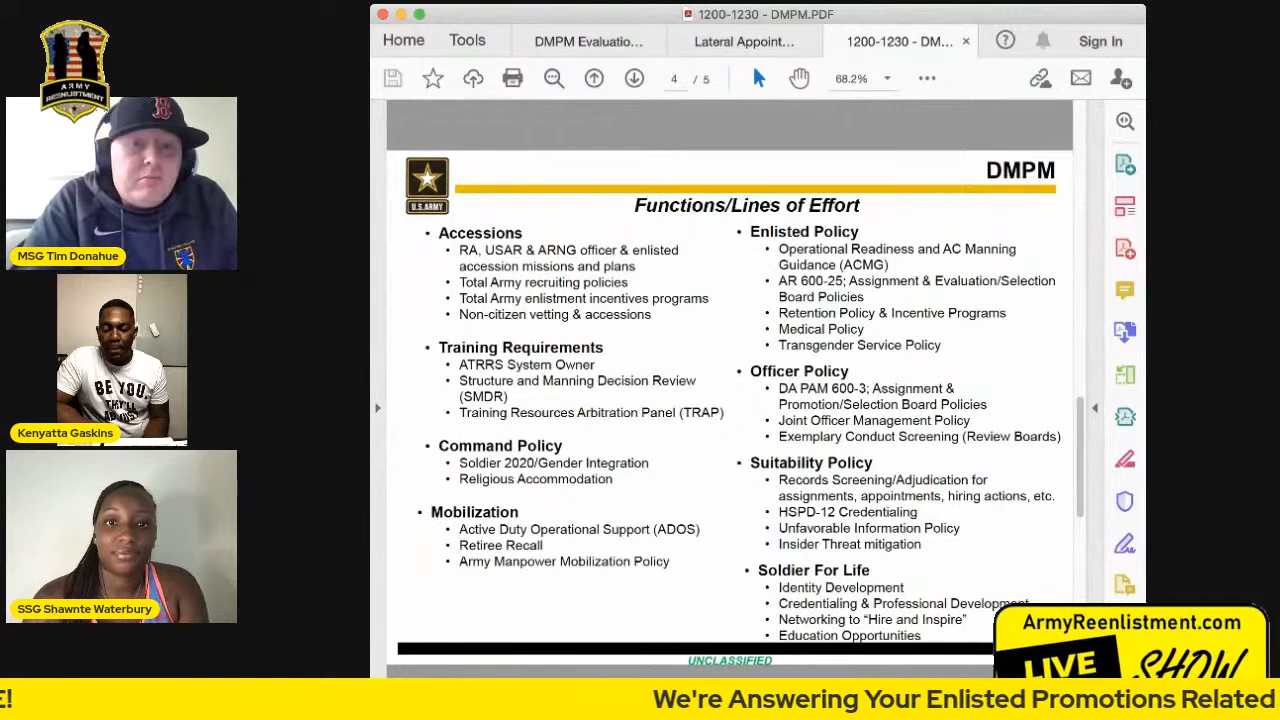 ARMY
REENLISTMENT
B
MSG Tim Donahue
BE YOU.
THEY'LL
ADJUST
Kenyatta Gaskins
SSG Shawnte Waterbury
1200-1230 - DMPM.PDF
Home
Tools
DMPM Evaluatio...
Lateral Appoint...
1200-1230 - DM...
×
?
Sign In
4 / 5
68.2%
U.S.ARMY
DMPM
Functions/Lines of Effort
• Accessions
• RA, USAR & ARNG officer & enlisted
accession missions and plans
• Total Army recruiting policies
• Total Army enlistment incentives programs
• Non-citizen vetting & accessions
• Training Requirements
• ATRRS System Owner
• Structure and Manning Decision Review
(SMDR)
• Training Resources Arbitration Panel (TRAP)
• Command Policy
• Soldier 2020/Gender Integration
• Religious Accommodation
• Mobilization
• Active Duty Operational Support (ADOS)
• Retiree Recall
• Army Manpower Mobilization Policy
• Enlisted Policy
• Operational Readiness and AC Manning
Guidance (ACMG)
• AR 600-25; Assignment & Evaluation/Selection
Board Policies
• Retention Policy & Incentive Programs
• Medical Policy
• Transgender Service Policy
• Officer Policy
• DA PAM 600-3; Assignment &
Promotion/Selection Board Policies
• Joint Officer Management Policy
• Exemplary Conduct Screening (Review Boards)
• Suitability Policy
• Records Screening/Adjudication for
assignments, appointments, hiring actions, etc.
• HSPD-12 Credentialing
• Unfavorable Information Policy
• Insider Threat mitigation
• Soldier For Life
• Identity Development
• Credentialing & Professional Development
• Networking to “Hire and Inspire”
• Education Opportunities
UNCLASSIFIED
ArmyReenlistment.com
LIVE SHOW
E!
We're Answering Your Enlisted Promotions Related